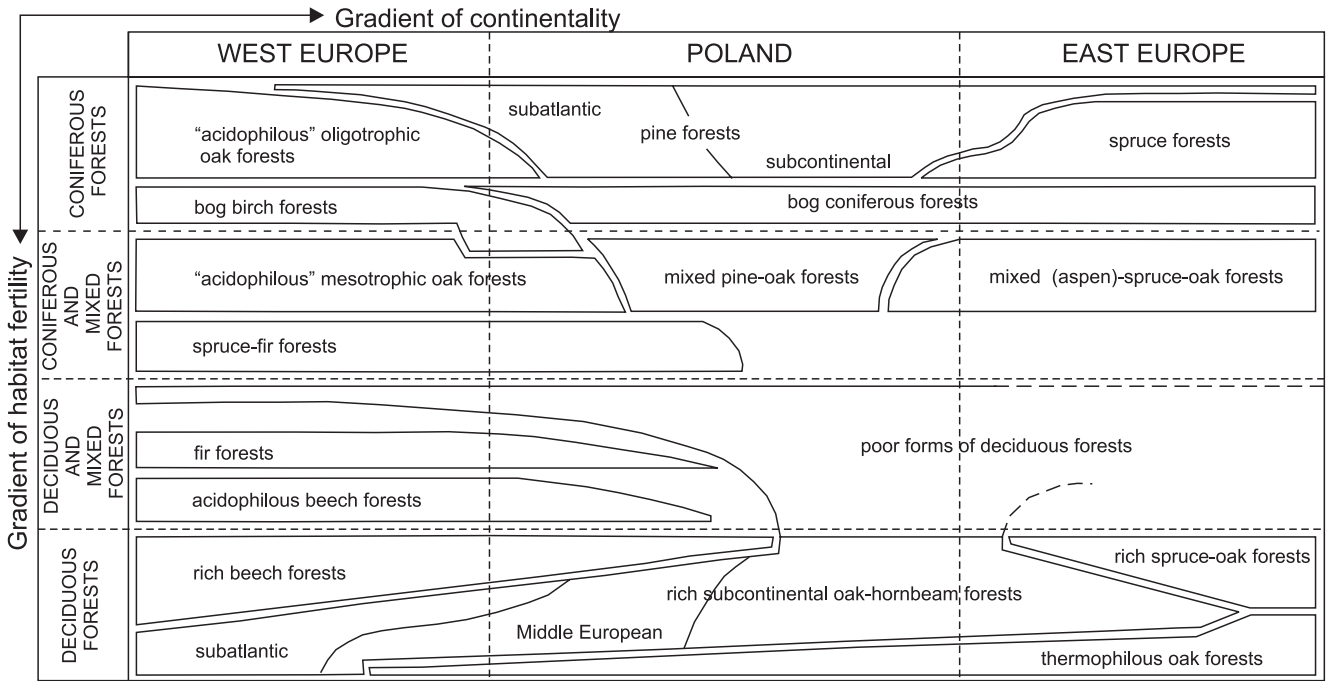 Gradient of continentality
Gradient of habitat fertility
WEST EUROPE
POLAND
EAST EUROPE
CONIFEROUS
FORESTS
"acidophilous" oligotrophic
oak forests
subatlantic
pine forests
subcontinental
spruce forests
bog birch forests
bog coniferous forests
CONIFEROUS
AND
MIXED
FORESTS
"acidophilous" mesotrophic oak forests
mixed pine-oak forests
mixed (aspen)-spruce-oak forests
spruce-fir forests
DECIDUOUS
AND
MIXED
FORESTS
fir forests
poor forms of deciduous forests
acidophilous beech forests
DECIDUOUS
FORESTS
rich beech forests
rich spruce-oak forests
rich subcontinental oak-hornbeam forests
Middle European
subatlantic
thermophilous oak forests